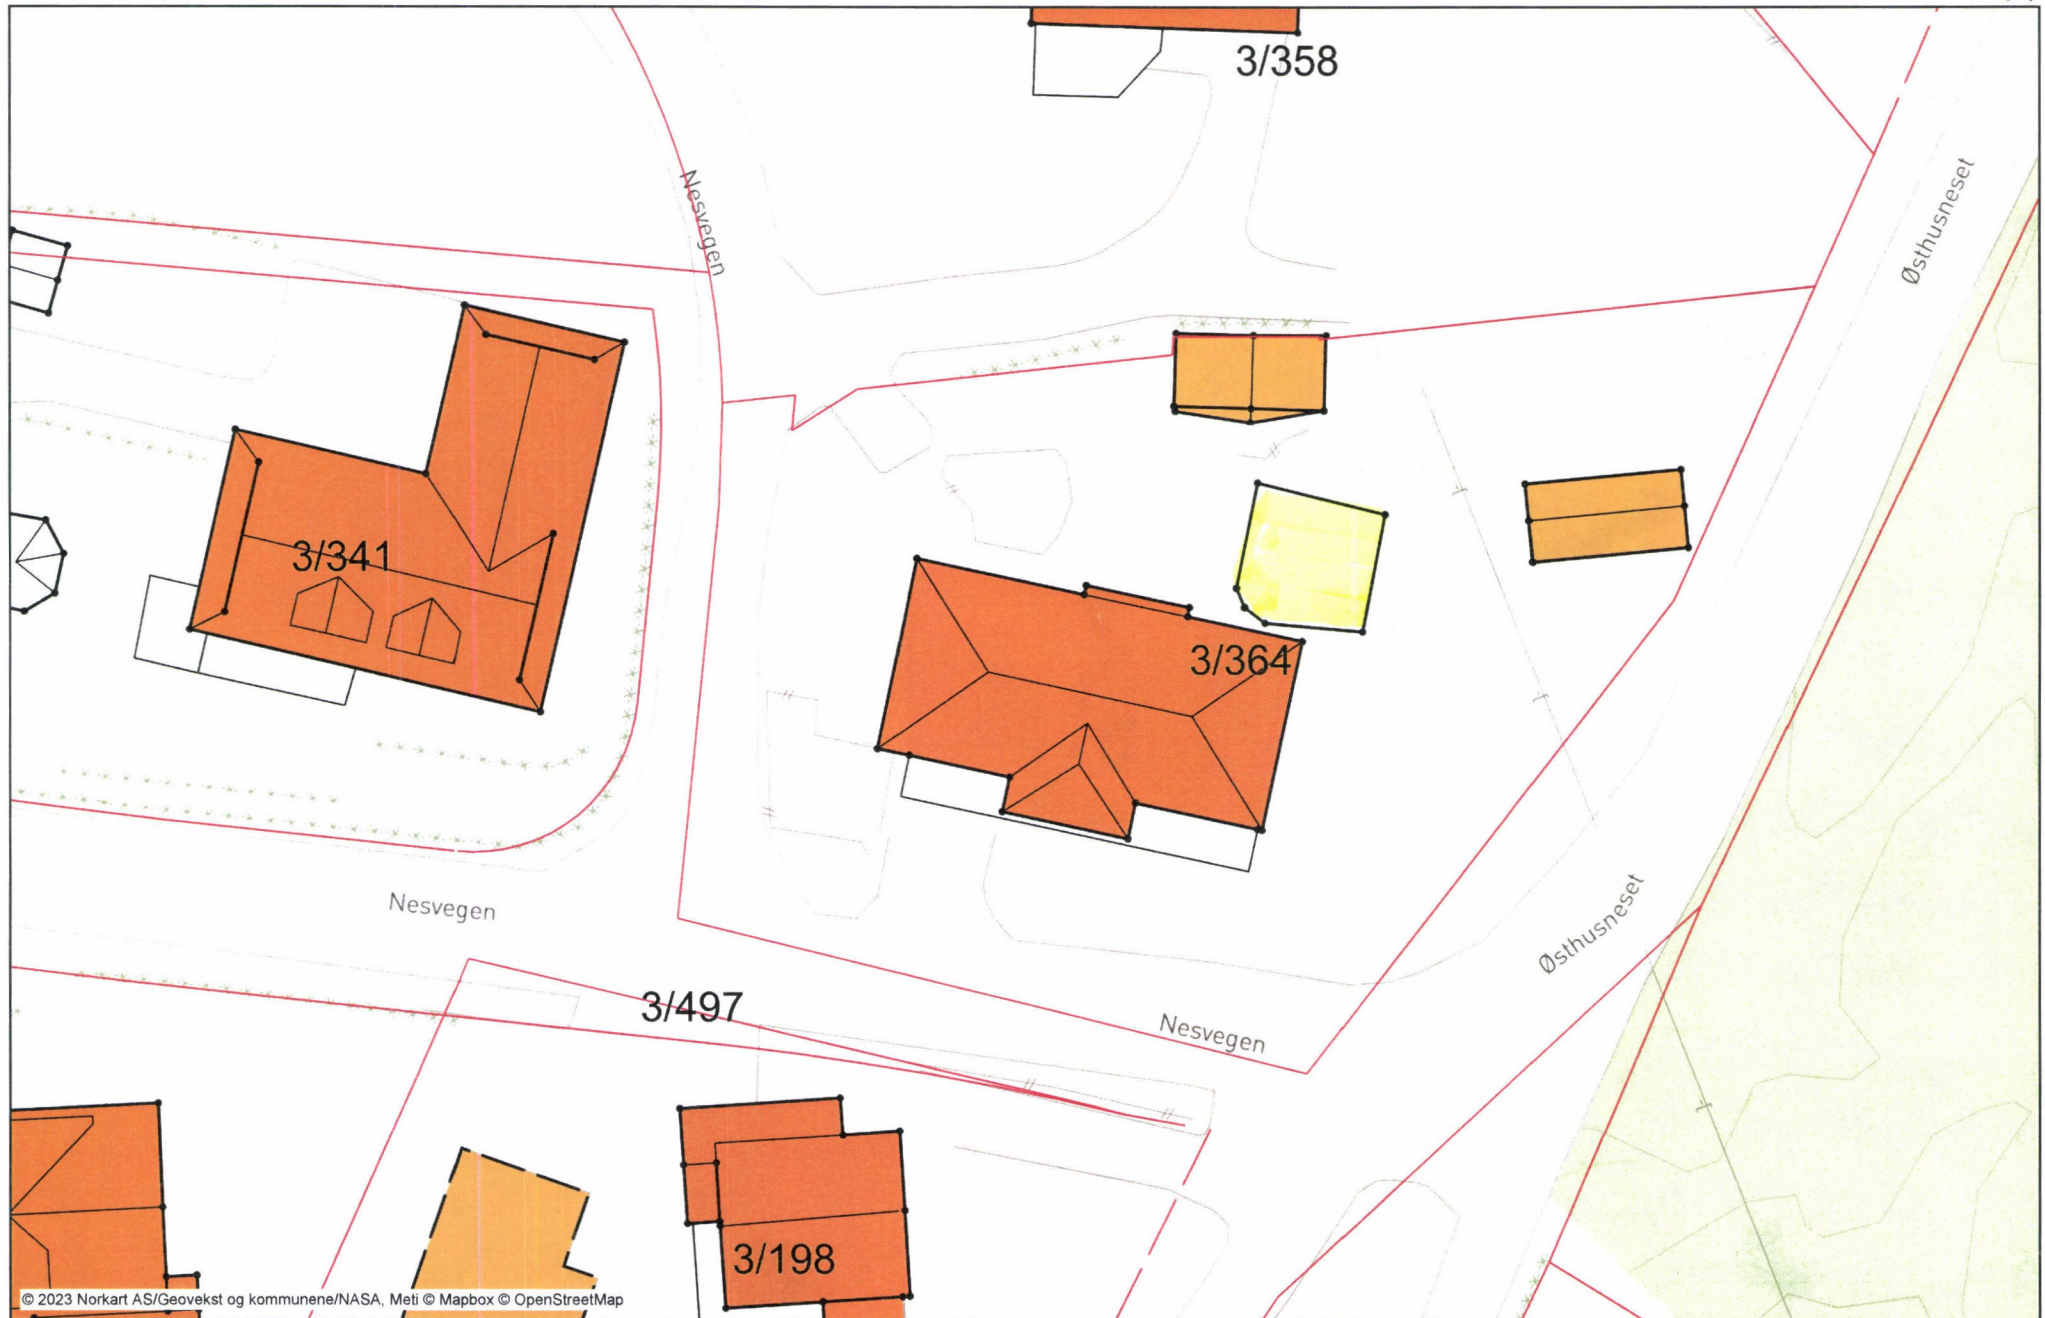 3/358
Nesvegen
Østhusneset
3/341
3/364
Nesvegen
Østhusneset
3/497
Nesvegen
3/198
© 2023 Norkart AS/Geovekst og kommunene/NASA, Meti © Mapbox © OpenStreetMap